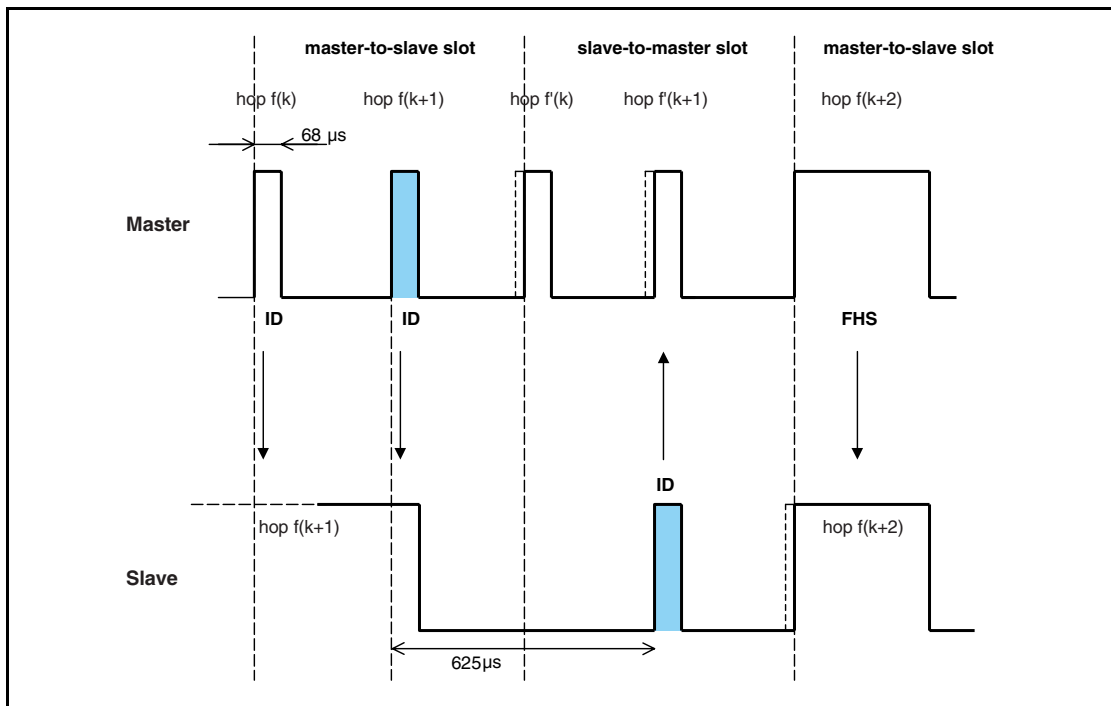 master-to-slave slot
slave-to-master slot
master-to-slave slot
hop f(k)
hop f(k+1)
hop f'(k)
hop f'(k+1)
hop f(k+2)
68 µs
Master
ID
ID
FHS
ID
hop f(k+1)
hop f(k+2)
Slave
625µs